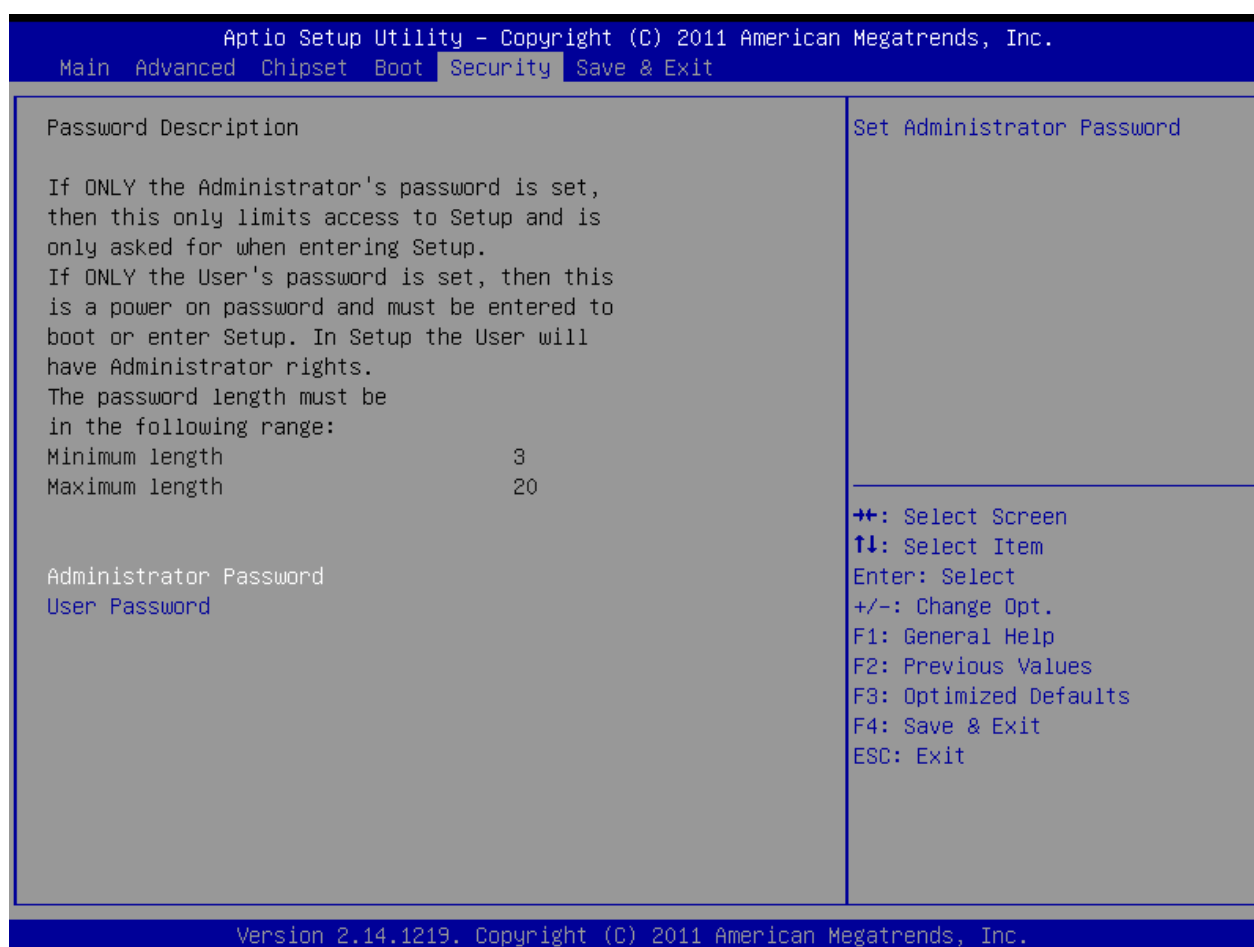 Aptio Setup Utility – Copyright (C) 2011 American Megatrends, Inc.
Main Advanced Chipset Boot Security Save & Exit
Password Description
If ONLY the Administrator's password is set,
then this only limits access to Setup and is
only asked for when entering Setup.
If ONLY the User's password is set, then this
is a power on password and must be entered to
boot or enter Setup. In Setup the User will
have Administrator rights.
The password length must be
in the following range:
Minimum length 3
Maximum length 20
Administrator Password
User Password
Set Administrator Password
→←: Select Screen
↑↓: Select Item
Enter: Select
+/-: Change Opt.
F1: General Help
F2: Previous Values
F3: Optimized Defaults
F4: Save & Exit
ESC: Exit
Version 2.14.1219. Copyright (C) 2011 American Megatrends, Inc.